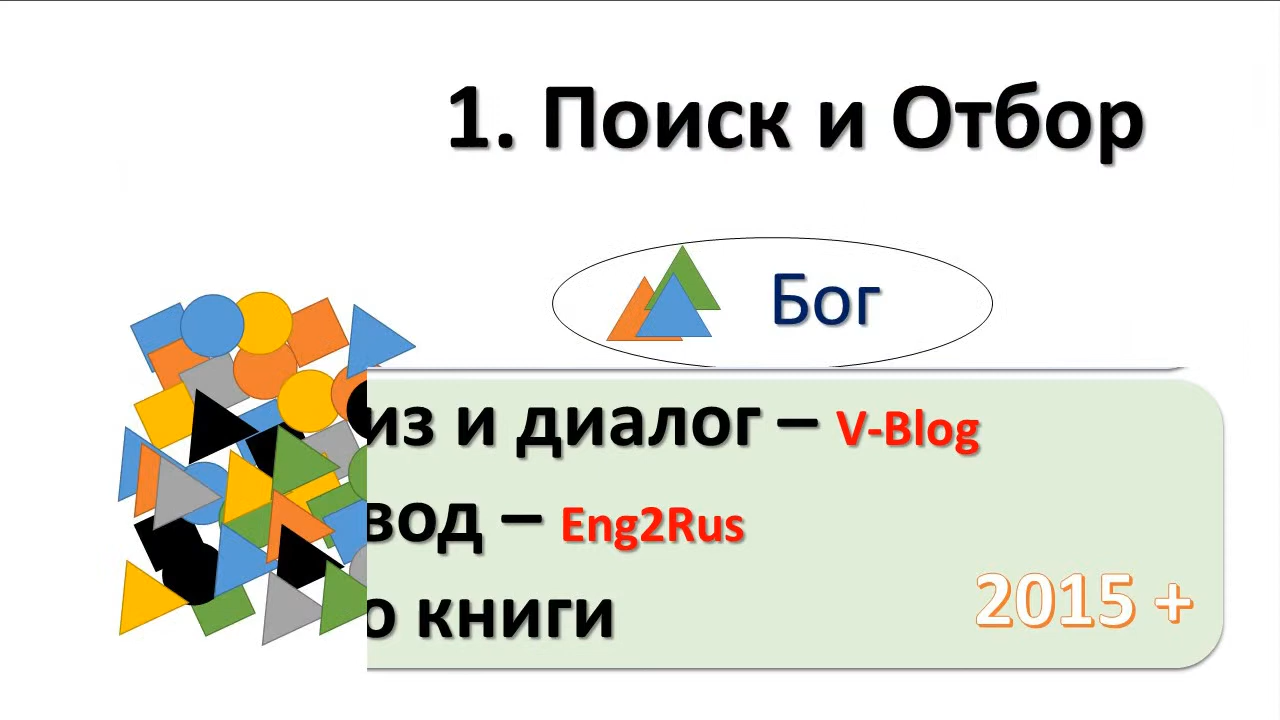 1. Поиск и Отбор
Бог
из и диалог – V-Blog
вод – Eng2Rus
о книги
2015 +